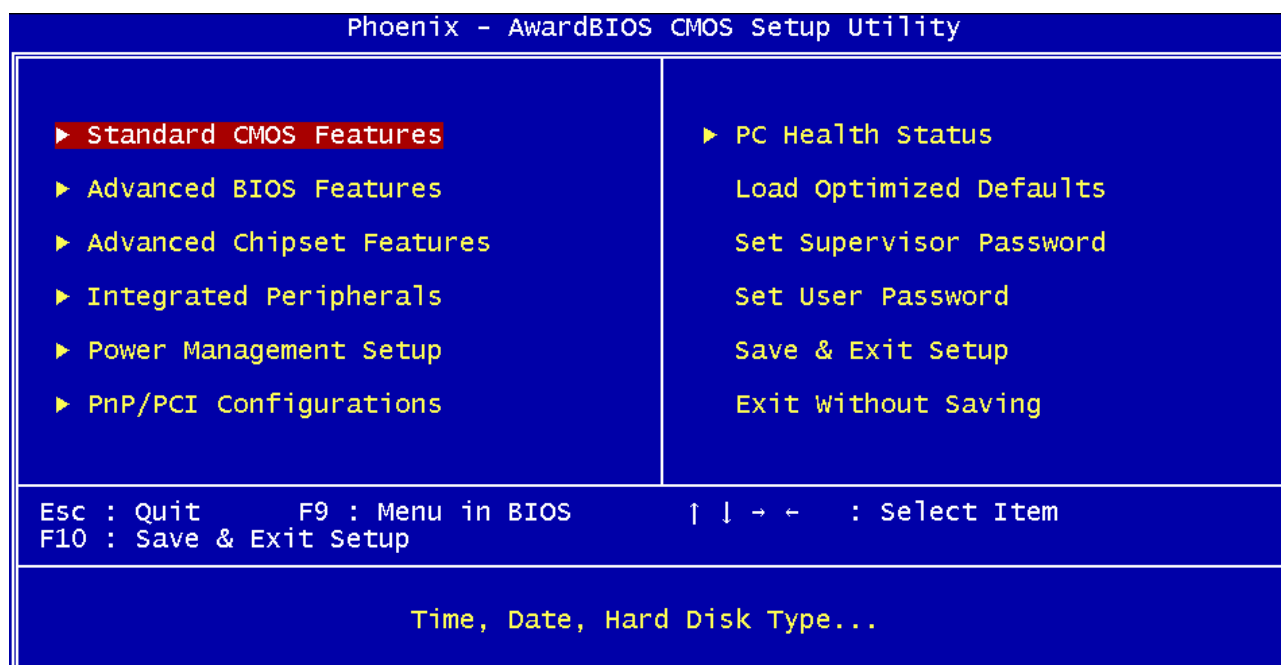 Phoenix - AwardBIOS CMOS Setup Utility
▶ Standard CMOS Features
▶ Advanced BIOS Features
▶ Advanced Chipset Features
▶ Integrated Peripherals
▶ Power Management Setup
▶ PnP/PCI Configurations
▶ PC Health Status
Load Optimized Defaults
Set Supervisor Password
Set User Password
Save & Exit Setup
Exit Without Saving
Esc : Quit F9 : Menu in BIOS ↑ ↓ → ← : Select Item
F10 : Save & Exit Setup
Time, Date, Hard Disk Type...